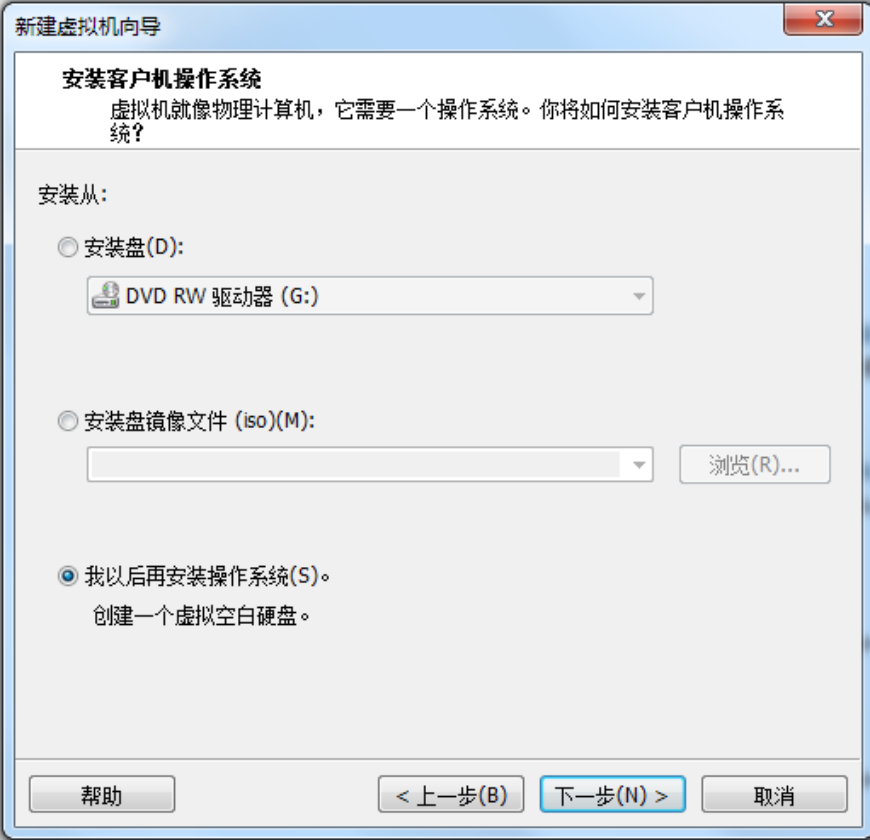 新建虚拟机向导
安装客户机操作系统
虚拟机就像物理计算机，它需要一个操作系统。你将如何安装客户机操作系
统？
安装从:
安装盘(D):
DVD RW 驱动器 (G:)
安装盘镜像文件 (iso)(M):
浏览(R)...
我以后再安装操作系统(S)。
创建一个虚拟空白硬盘。
帮助
< 上一步(B)
下一步(N) >
取消